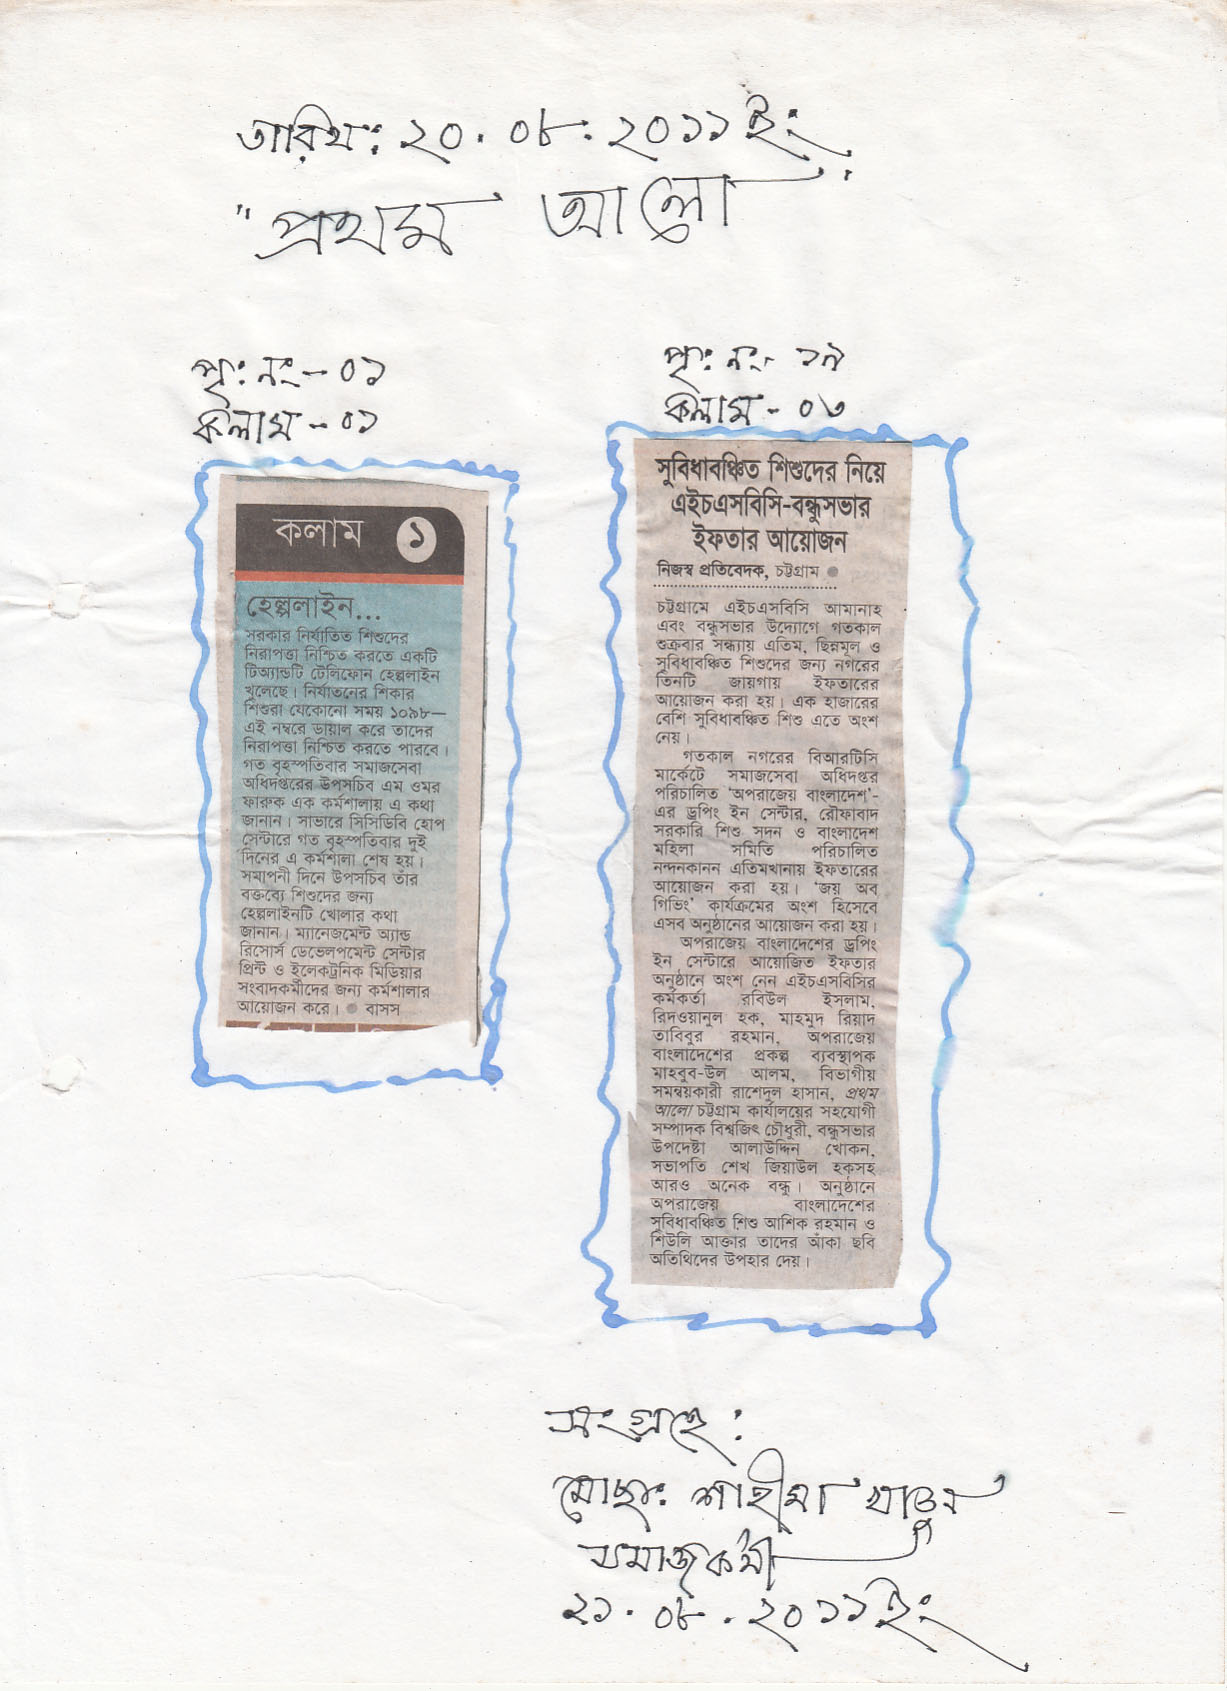 তারিখ: ২০.০৮.২০১১ ইং
"প্রথম আলো"
পৃ: নং-০১
কলাম-০১
কলাম ১
হেল্পলাইন...
সরকার নির্যাতিত শিশুদের
নিরাপত্তা নিশ্চিত করতে একটি
টিঅ্যান্ডটি টেলিফোন হেল্পলাইন
খুলেছে। নির্যাতনের শিকার
শিশুরা যেকোনো সময় ১০৯৮—
এই নম্বরে ডায়াল করে তাদের
নিরাপত্তা নিশ্চিত করতে পারবে।
গত বৃহস্পতিবার সমাজসেবা
অধিদপ্তরের উপসচিব এম ওমর
ফারুক এক কর্মশালায় এ কথা
জানান। সাভারে সিসিডিবি হোপ
সেন্টারে গত বৃহস্পতিবার দুই
দিনের এ কর্মশালা শেষ হয়।
সমাপনী দিনে উপসচিব তাঁর
বক্তব্যে শিশুদের জন্য
হেল্পলাইনটি খোলার কথা
জানান। ম্যানেজমেন্ট অ্যান্ড
রিসোর্স ডেভেলপমেন্ট সেন্টার
প্রিন্ট ও ইলেকট্রনিক মিডিয়ার
সংবাদকর্মীদের জন্য কর্মশালার
আয়োজন করে। ● বাসস
পৃ: নং- ১৯
কলাম - ০৩
সুবিধাবঞ্চিত শিশুদের নিয়ে
এইচএসবিসি-বন্ধুসভার
ইফতার আয়োজন
নিজস্ব প্রতিবেদক, চট্টগ্রাম ●
চট্টগ্রামে এইচএসবিসি আমানাহ
এবং বন্ধুসভার উদ্যোগে গতকাল
শুক্রবার সন্ধ্যায় এতিম, ছিন্নমূল ও
সুবিধাবঞ্চিত শিশুদের জন্য নগরের
তিনটি জায়গায় ইফতারের
আয়োজন করা হয়। এক হাজারের
বেশি সুবিধাবঞ্চিত শিশু এতে অংশ
নেয়।
গতকাল নগরের বিআরটিসি
মার্কেটে সমাজসেবা অধিদপ্তর
পরিচালিত 'অপরাজেয় বাংলাদেশ'-
এর ড্রপিং ইন সেন্টার, রৌফাবাদ
সরকারি শিশু সদন ও বাংলাদেশ
মহিলা সমিতি পরিচালিত
নন্দনকানন এতিমখানায় ইফতারের
আয়োজন করা হয়। 'জয় অব
গিভিং' কার্যক্রমের অংশ হিসেবে
এসব অনুষ্ঠানের আয়োজন করা হয়।
অপরাজেয় বাংলাদেশের ড্রপিং
ইন সেন্টারে আয়োজিত ইফতার
অনুষ্ঠানে অংশ নেন এইচএসবিসির
কর্মকর্তা রবিউল ইসলাম,
রিদওয়ানুল হক, মাহমুদ রিয়াদ
তাবিবুর রহমান, অপরাজেয়
বাংলাদেশের প্রকল্প ব্যবস্থাপক
মাহবুব-উল আলম, বিভাগীয়
সমন্বয়কারী রাশেদুল হাসান, প্রথম
আলো চট্টগ্রাম কার্যালয়ের সহযোগী
সম্পাদক বিশ্বজিৎ চৌধুরী, বন্ধুসভার
উপদেষ্টা আলাউদ্দিন খোকন,
সভাপতি শেখ জিয়াউল হকসহ
আরও অনেক বন্ধু। অনুষ্ঠানে
অপরাজেয় বাংলাদেশের
সুবিধাবঞ্চিত শিশু আশিক রহমান ও
শিউলি আক্তার তাদের আঁকা ছবি
অতিথিদের উপহার দেয়।
সংগ্রহে :
মোছা: শাহীমা খাতুন
সমাজকর্মী
২১.০৮.২০১১ ইং